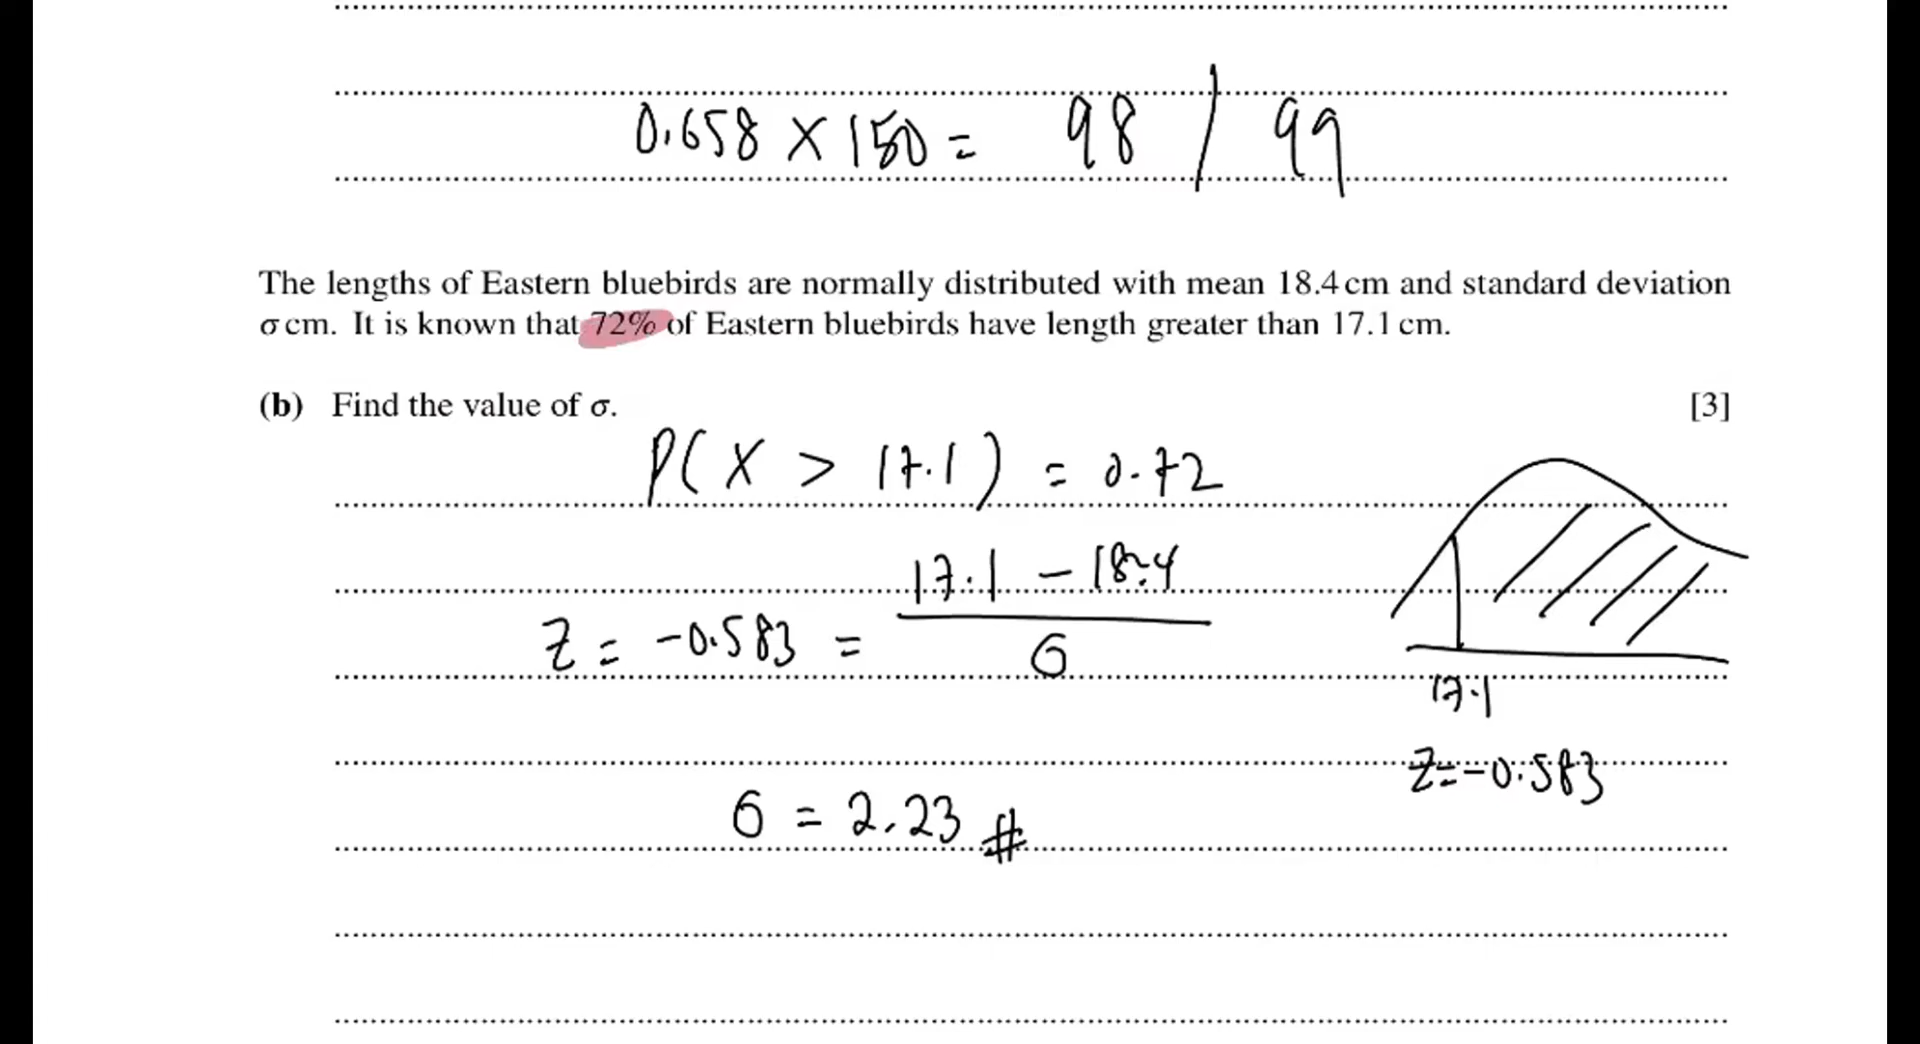 0.658 × 150 = 98 / 99
The lengths of Eastern bluebirds are normally distributed with mean 18.4 cm and standard deviation
σ cm. It is known that 72% of Eastern bluebirds have length greater than 17.1 cm.
(b) Find the value of σ. [3]
P( X > 17.1 ) = 0.72
17.1 - 18.4
Z = -0.583 = σ
17.1
Z = -0.583
σ = 2.23 #